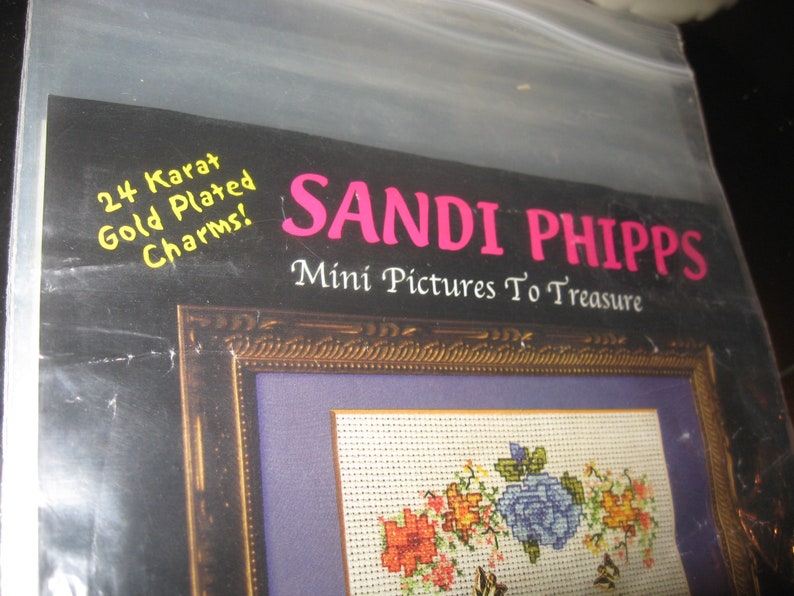 24 Karat
Gold Plated
Charms!
SANDI PHIPPS
Mini Pictures To Treasure